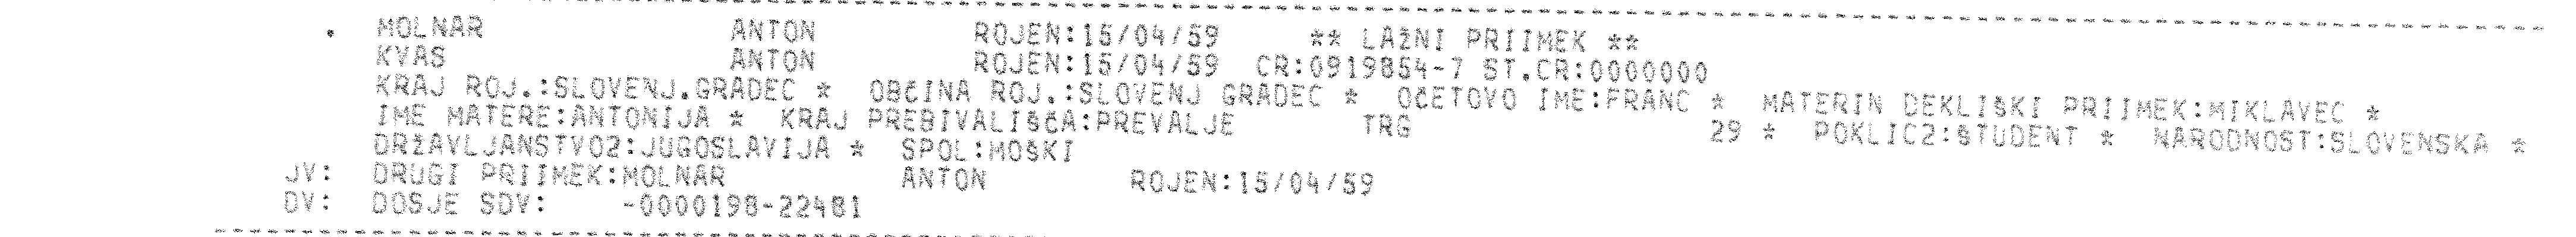 . MOLNAR ANTON ROJEN:15/04/59 ** LAŽNI PRIIMEK **
KVAS ANTON ROJEN:15/04/59 CR:0919854-7 ST.CR:0000000
KRAJ ROJ.:SLOVENJ.GRADEC * OBČINA ROJ.:SLOVENJ GRADEC * OČETOVO IME:FRANC * MATERIN DEKLIŠKI PRIIMEK:MIKLAVEC *
IME MATERE:ANTONIJA * KRAJ PREBIVALIŠČA:PREVALJE TRG 29 * POKLIC2:ŠTUDENT * NARODNOST:SLOVENSKA *
DRŽAVLJANSTVO2:JUGOSLAVIJA * SPOL:MOŠKI
JV: DRUGI PRIIMEK:MOLNAR ANTON ROJEN:15/04/59
DV: DOSJE SDV: -0000198-22481